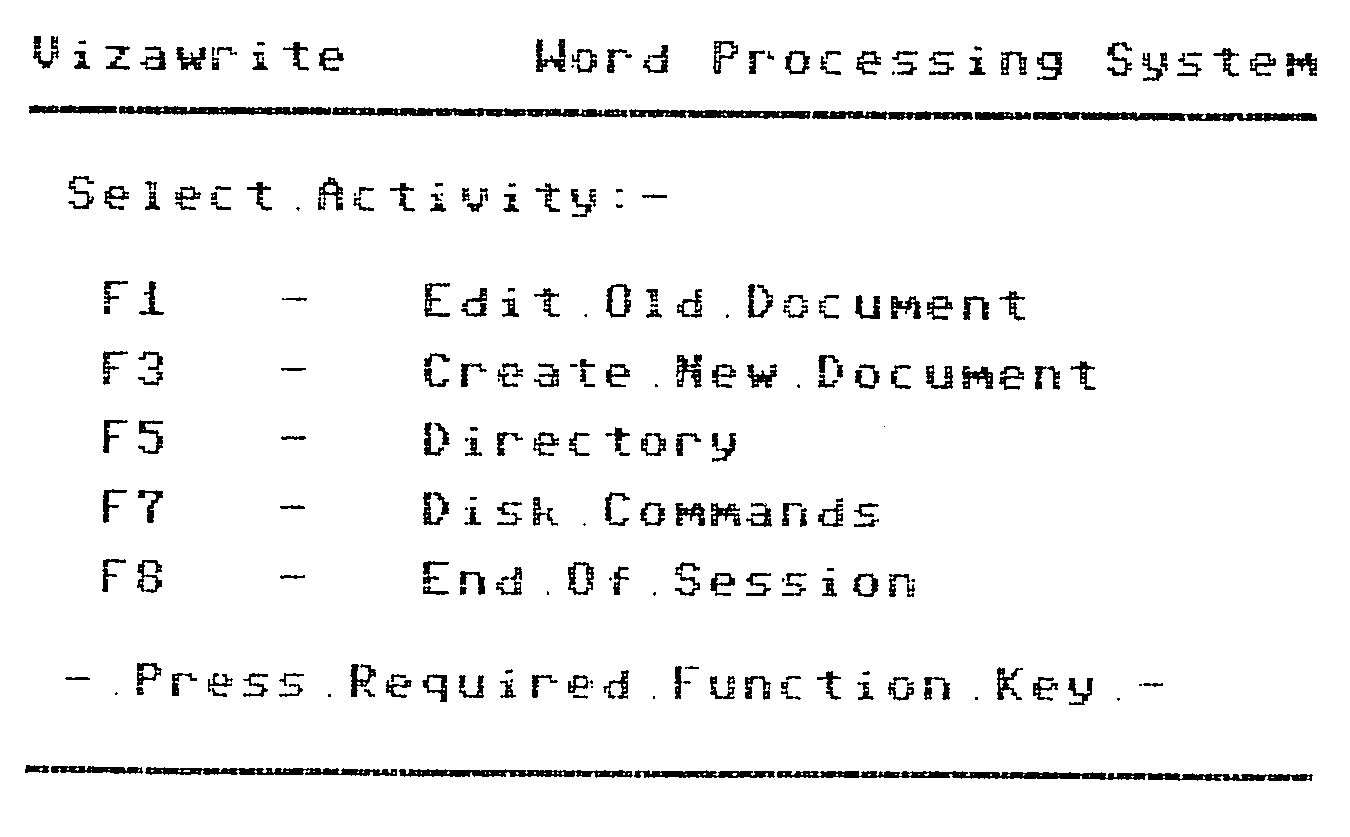 Vizawrite Word Processing System
Select.Activity:-
F1 - Edit.Old.Document
F3 - Create.New.Document
F5 - Directory
F7 - Disk.Commands
F8 - End.Of.Session
- .Press.Required.Function.Key.-